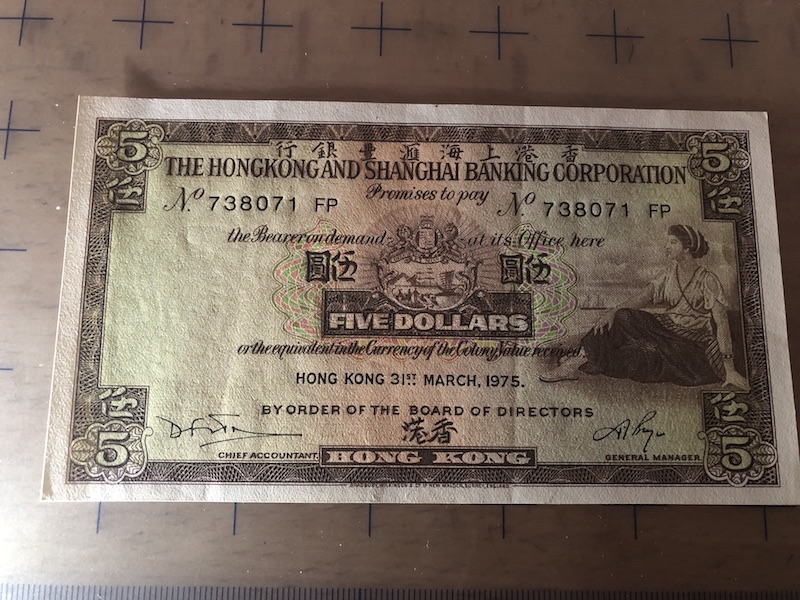 5 香港上海滙豐銀行 5
伍 THE HONGKONG AND SHANGHAI BANKING CORPORATION 伍
Promises to pay
No. 738071 FP No. 738071 FP
the Bearer on demand at its Office here
伍圓 伍圓
FIVE DOLLARS
or the equivalent in the Currency of the Colony Value received
HONG KONG 31ST MARCH, 1975.
BY ORDER OF THE BOARD OF DIRECTORS
伍 香港 伍
5 CHIEF ACCOUNTANT. HONG KONG GENERAL MANAGER. 5